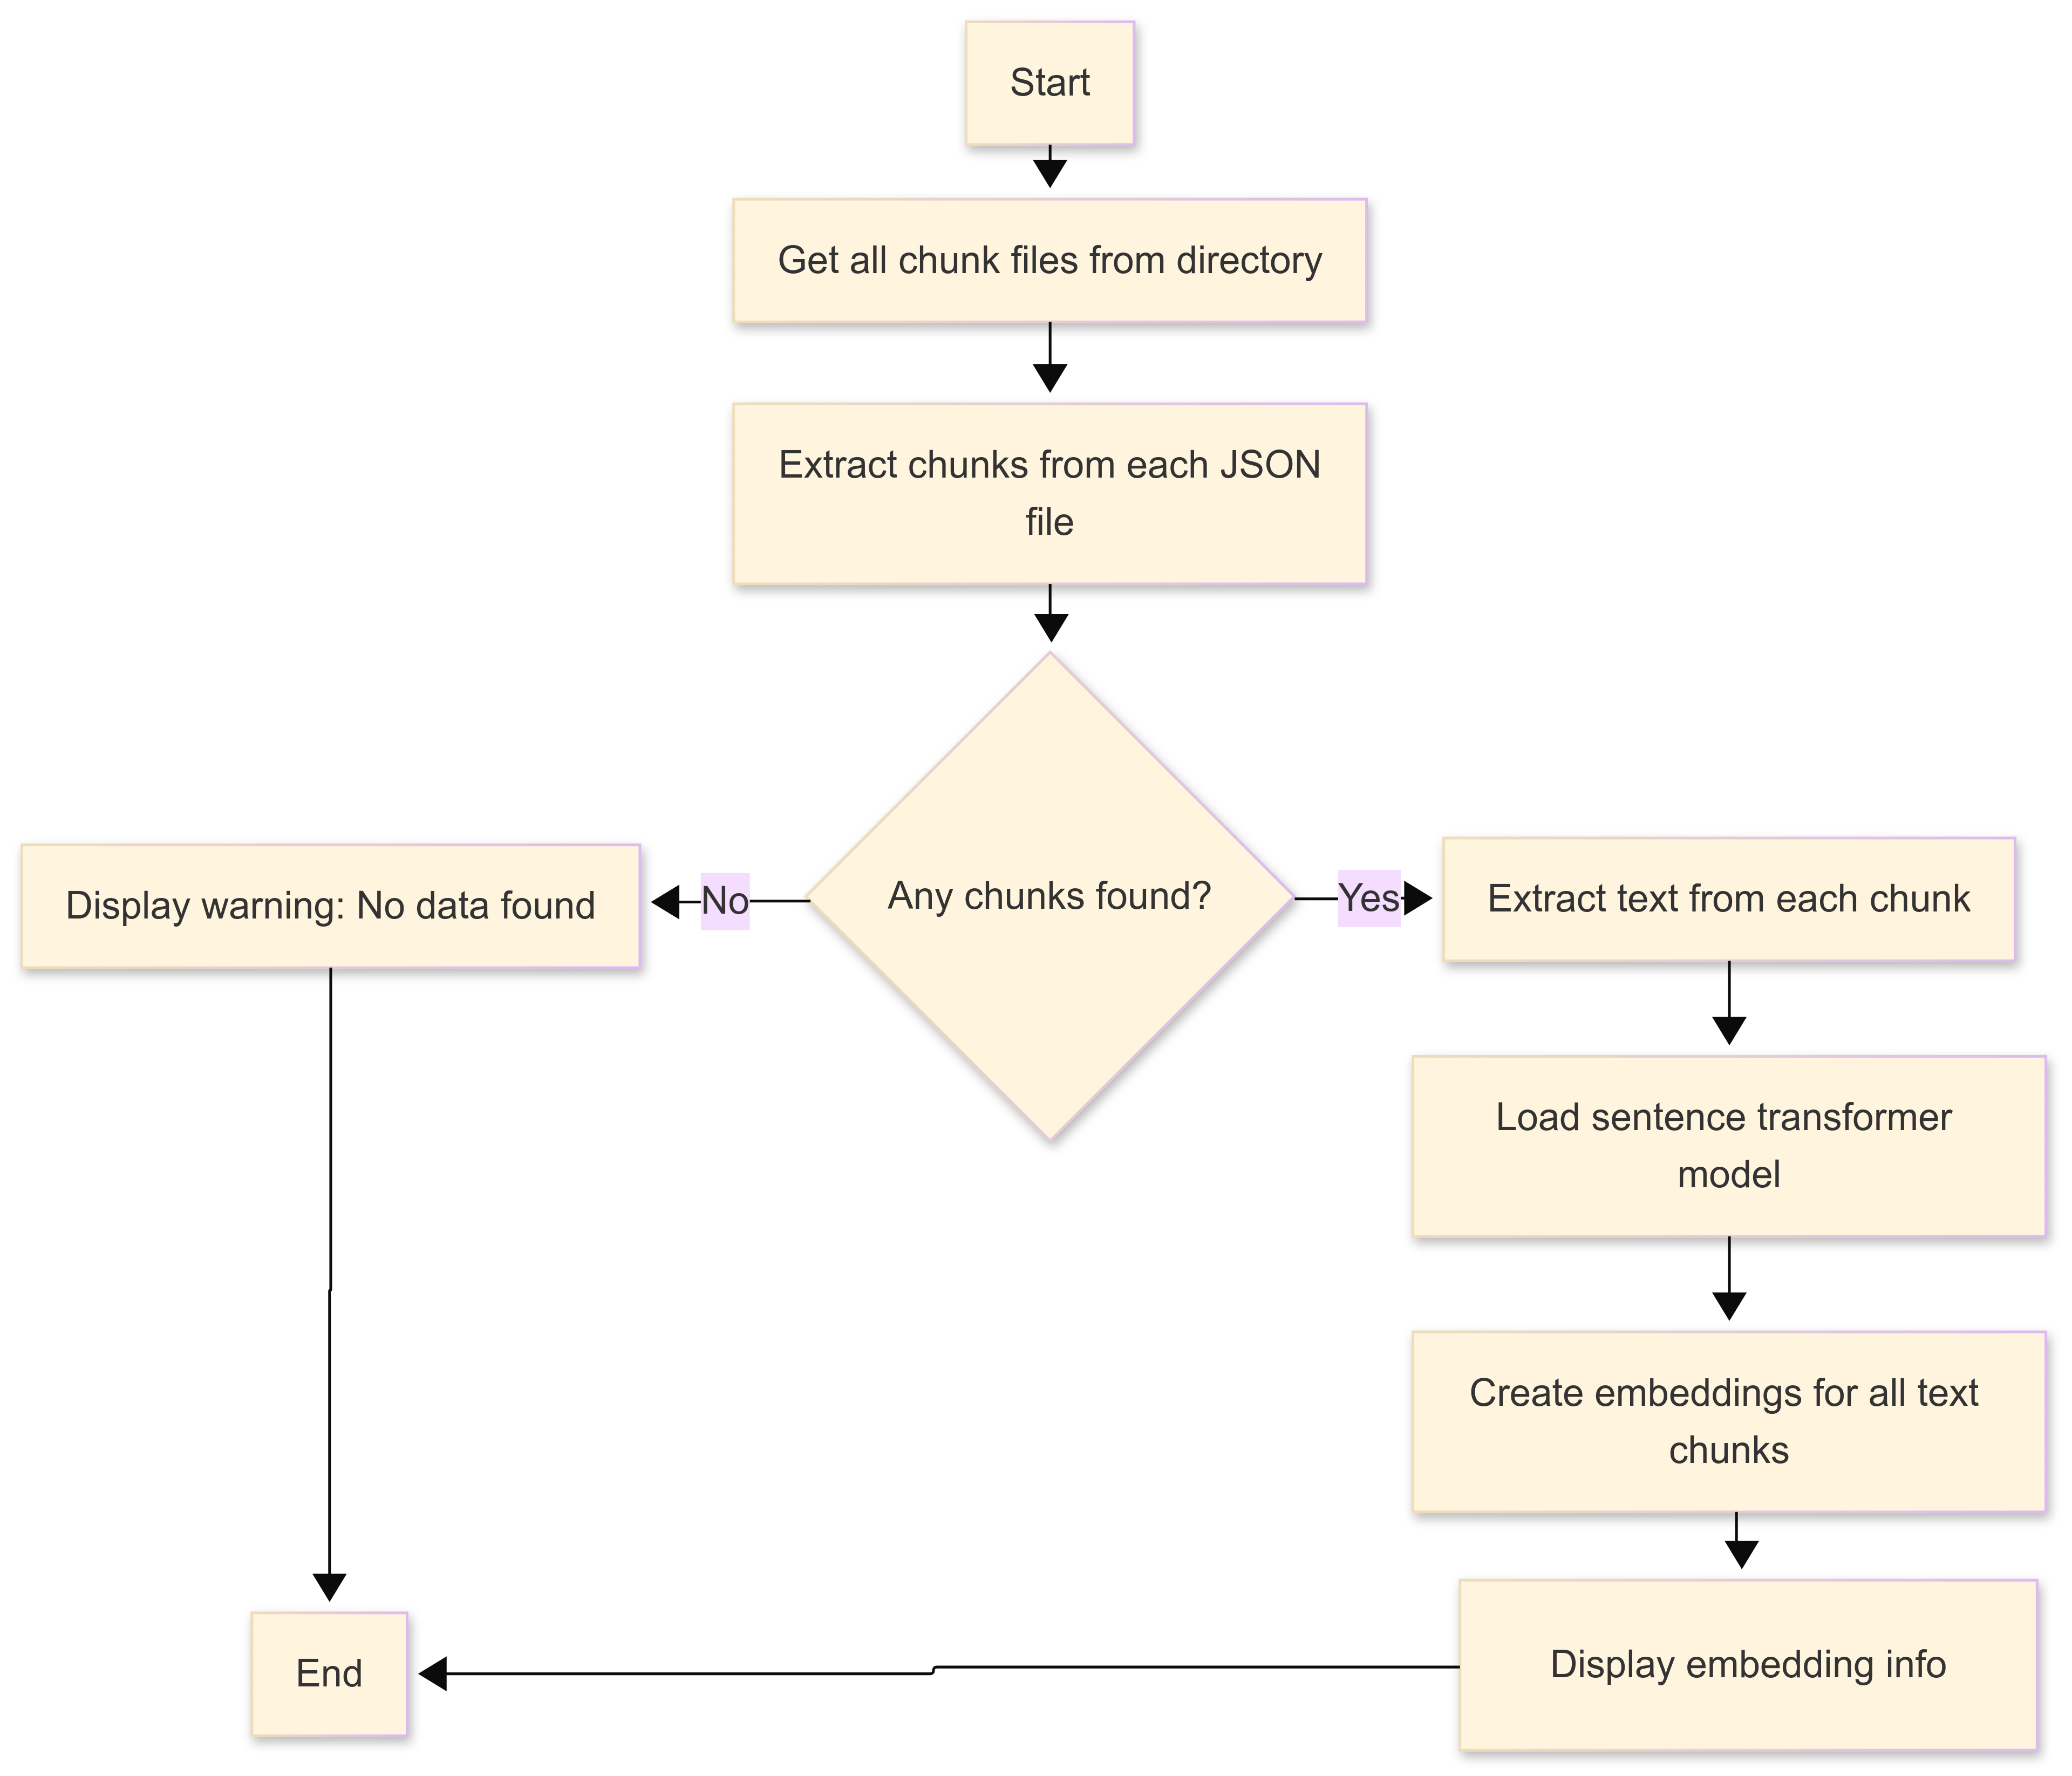 Start
Get all chunk files from directory
Extract chunks from each JSON
file
Any chunks found?
No
Yes
Display warning: No data found
Extract text from each chunk
Load sentence transformer
model
Create embeddings for all text
chunks
Display embedding info
End